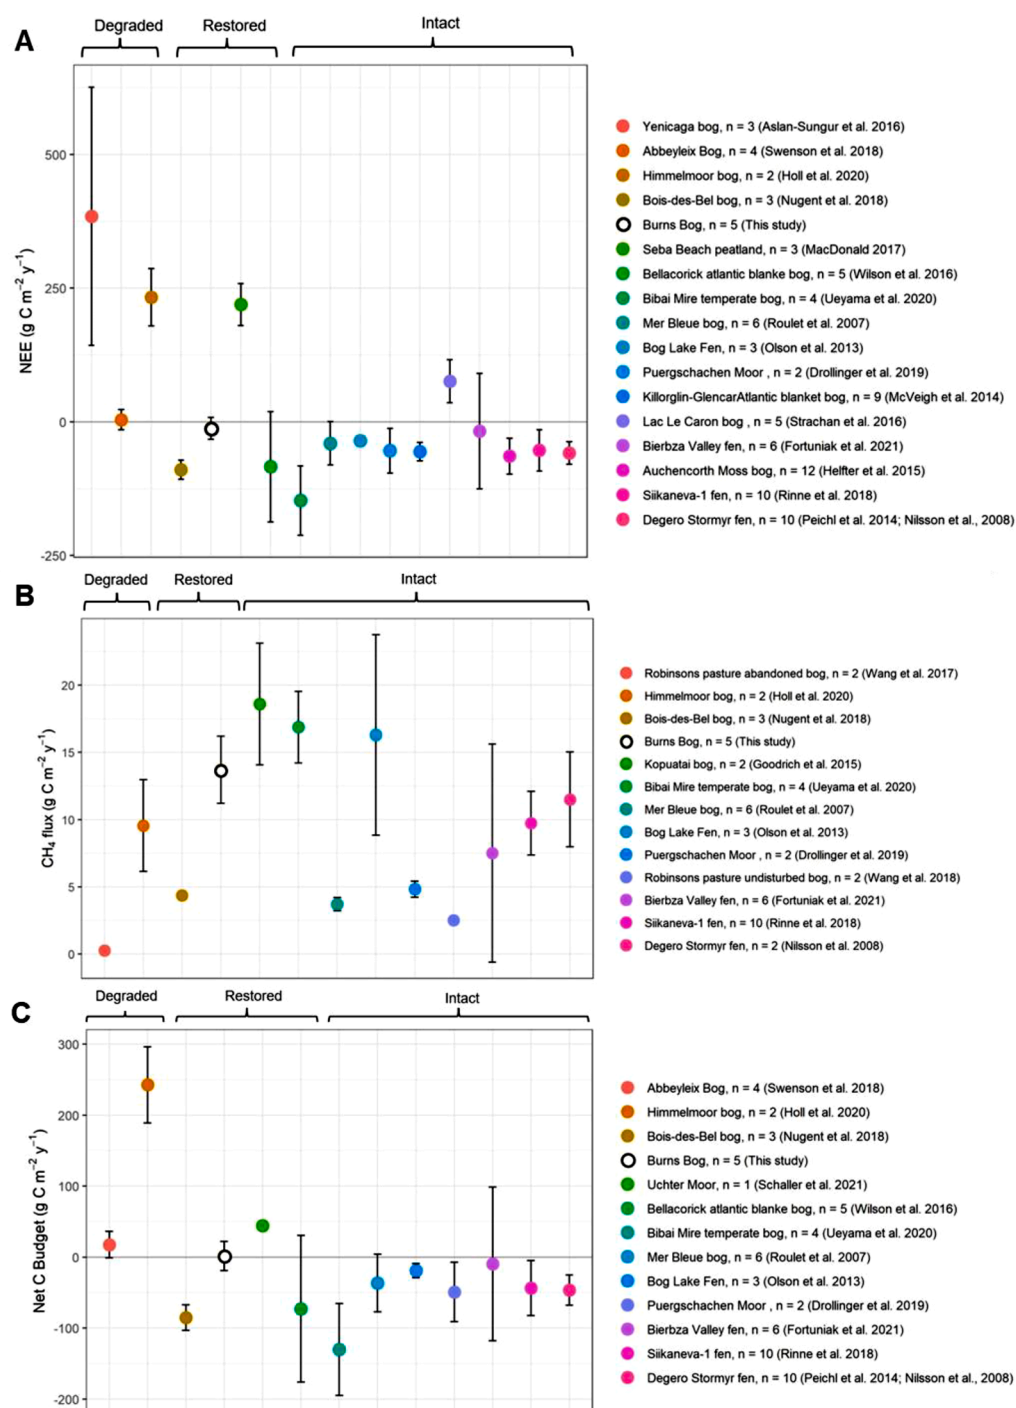 A
Degraded
Restored
Intact
NEE (g C m⁻² y⁻¹)
500
250
0
-250
Yenicaga bog, n = 3 (Aslan-Sungur et al. 2016)
Abbeyleix Bog, n = 4 (Swenson et al. 2018)
Himmelmoor bog, n = 2 (Holl et al. 2020)
Bois-des-Bel bog, n = 3 (Nugent et al. 2018)
Burns Bog, n = 5 (This study)
Seba Beach peatland, n = 3 (MacDonald 2017)
Bellacorick atlantic blanke bog, n = 5 (Wilson et al. 2016)
Bibai Mire temperate bog, n = 4 (Ueyama et al. 2020)
Mer Bleue bog, n = 6 (Roulet et al. 2007)
Bog Lake Fen, n = 3 (Olson et al. 2013)
Puergschachen Moor , n = 2 (Drollinger et al. 2019)
Killorglin-GlencarAtlantic blanket bog, n = 9 (McVeigh et al. 2014)
Lac Le Caron bog , n = 5 (Strachan et al. 2016)
Bierbza Valley fen, n = 6 (Fortuniak et al. 2021)
Auchencorth Moss bog, n = 12 (Helfter et al. 2015)
Siikaneva-1 fen, n = 10 (Rinne et al. 2018)
Degero Stormyr fen, n = 10 (Peichl et al. 2014; Nilsson et al., 2008)
B
Degraded
Restored
Intact
CH₄ flux (g C m⁻² y⁻¹)
20
15
10
5
0
Robinsons pasture abandoned bog, n = 2 (Wang et al. 2017)
Himmelmoor bog, n = 2 (Holl et al. 2020)
Bois-des-Bel bog, n = 3 (Nugent et al. 2018)
Burns Bog, n = 5 (This study)
Kopuatai bog, n = 2 (Goodrich et al. 2015)
Bibai Mire temperate bog, n = 4 (Ueyama et al. 2020)
Mer Bleue bog, n = 6 (Roulet et al. 2007)
Bog Lake Fen, n = 3 (Olson et al. 2013)
Puergschachen Moor , n = 2 (Drollinger et al. 2019)
Robinsons pasture undisturbed bog, n = 2 (Wang et al. 2018)
Bierbza Valley fen, n = 6 (Fortuniak et al. 2021)
Siikaneva-1 fen, n = 10 (Rinne et al. 2018)
Degero Stormyr fen, n = 2 (Nilsson et al. 2008)
C
Degraded
Restored
Intact
Net C Budget (g C m⁻² y⁻¹)
300
200
100
0
-100
-200
Abbeyleix Bog, n = 4 (Swenson et al. 2018)
Himmelmoor bog, n = 2 (Holl et al. 2020)
Bois-des-Bel bog, n = 3 (Nugent et al. 2018)
Burns Bog, n = 5 (This study)
Uchter Moor, n = 1 (Schaller et al. 2021)
Bellacorick atlantic blanke bog, n = 5 (Wilson et al. 2016)
Bibai Mire temperate bog, n = 4 (Ueyama et al. 2020)
Mer Bleue bog, n = 6 (Roulet et al. 2007)
Bog Lake Fen, n = 3 (Olson et al. 2013)
Puergschachen Moor , n = 2 (Drollinger et al. 2019)
Bierbza Valley fen, n = 6 (Fortuniak et al. 2021)
Siikaneva-1 fen, n = 10 (Rinne et al. 2018)
Degero Stormyr fen, n = 10 (Peichl et al. 2014; Nilsson et al., 2008)